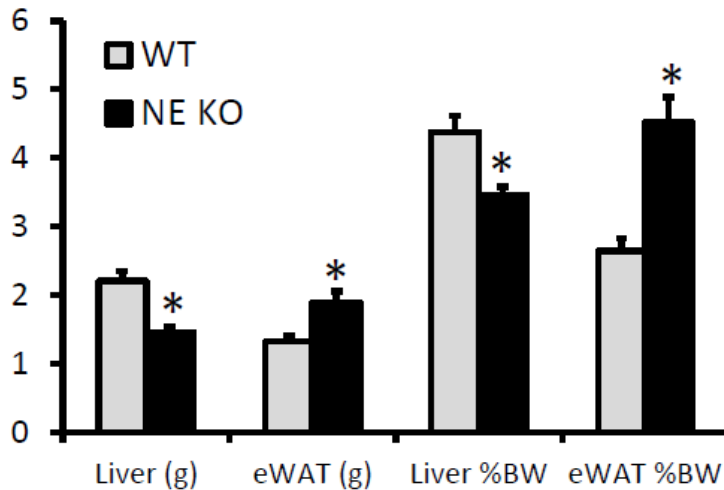 6
5
4
3
2
1
0
WT
NE KO
*
*
*
*
Liver (g)
eWAT (g)
Liver %BW
eWAT %BW